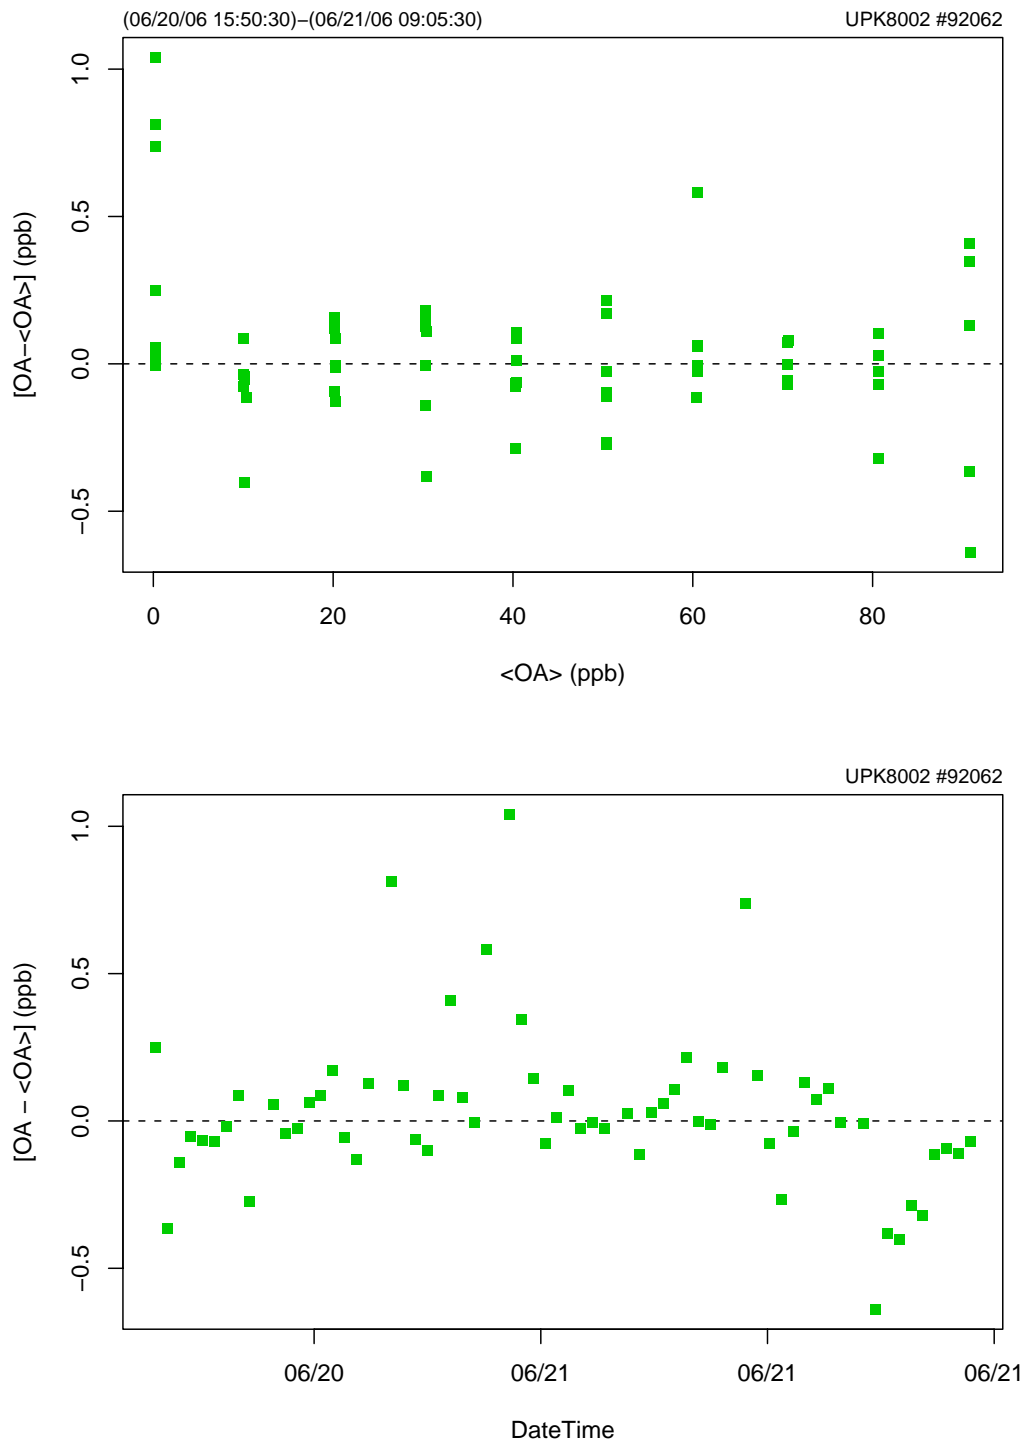 (06/20/06 15:50:30)−(06/21/06 09:05:30) UPK8002 #92062
1.0
0.5
0.0
−0.5
[OA−<OA>] (ppb)
0 20 40 60 80
<OA> (ppb)
UPK8002 #92062
1.0
0.5
0.0
−0.5
[OA − <OA>] (ppb)
06/20 06/21 06/21 06/21
DateTime